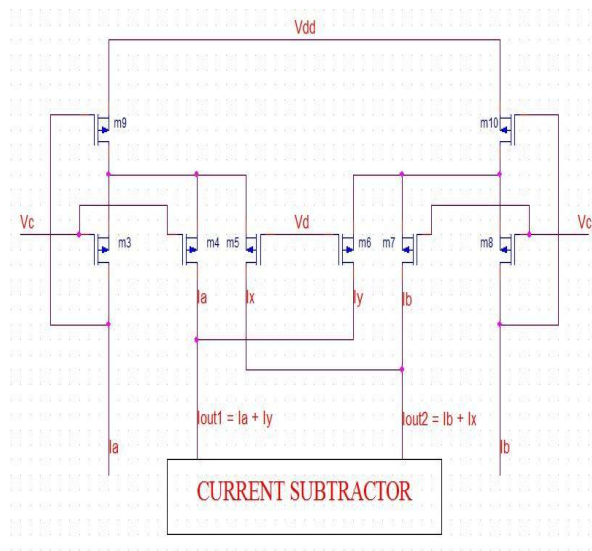 Vdd
m9
m10
Vc
m3
m4
m5
Vd
m6
m7
m8
Vc
Ia
Ix
Iy
Ib
Iout1 = Ia + Iy
Iout2 = Ib + Ix
Ia
Ib
CURRENT SUBTRACTOR